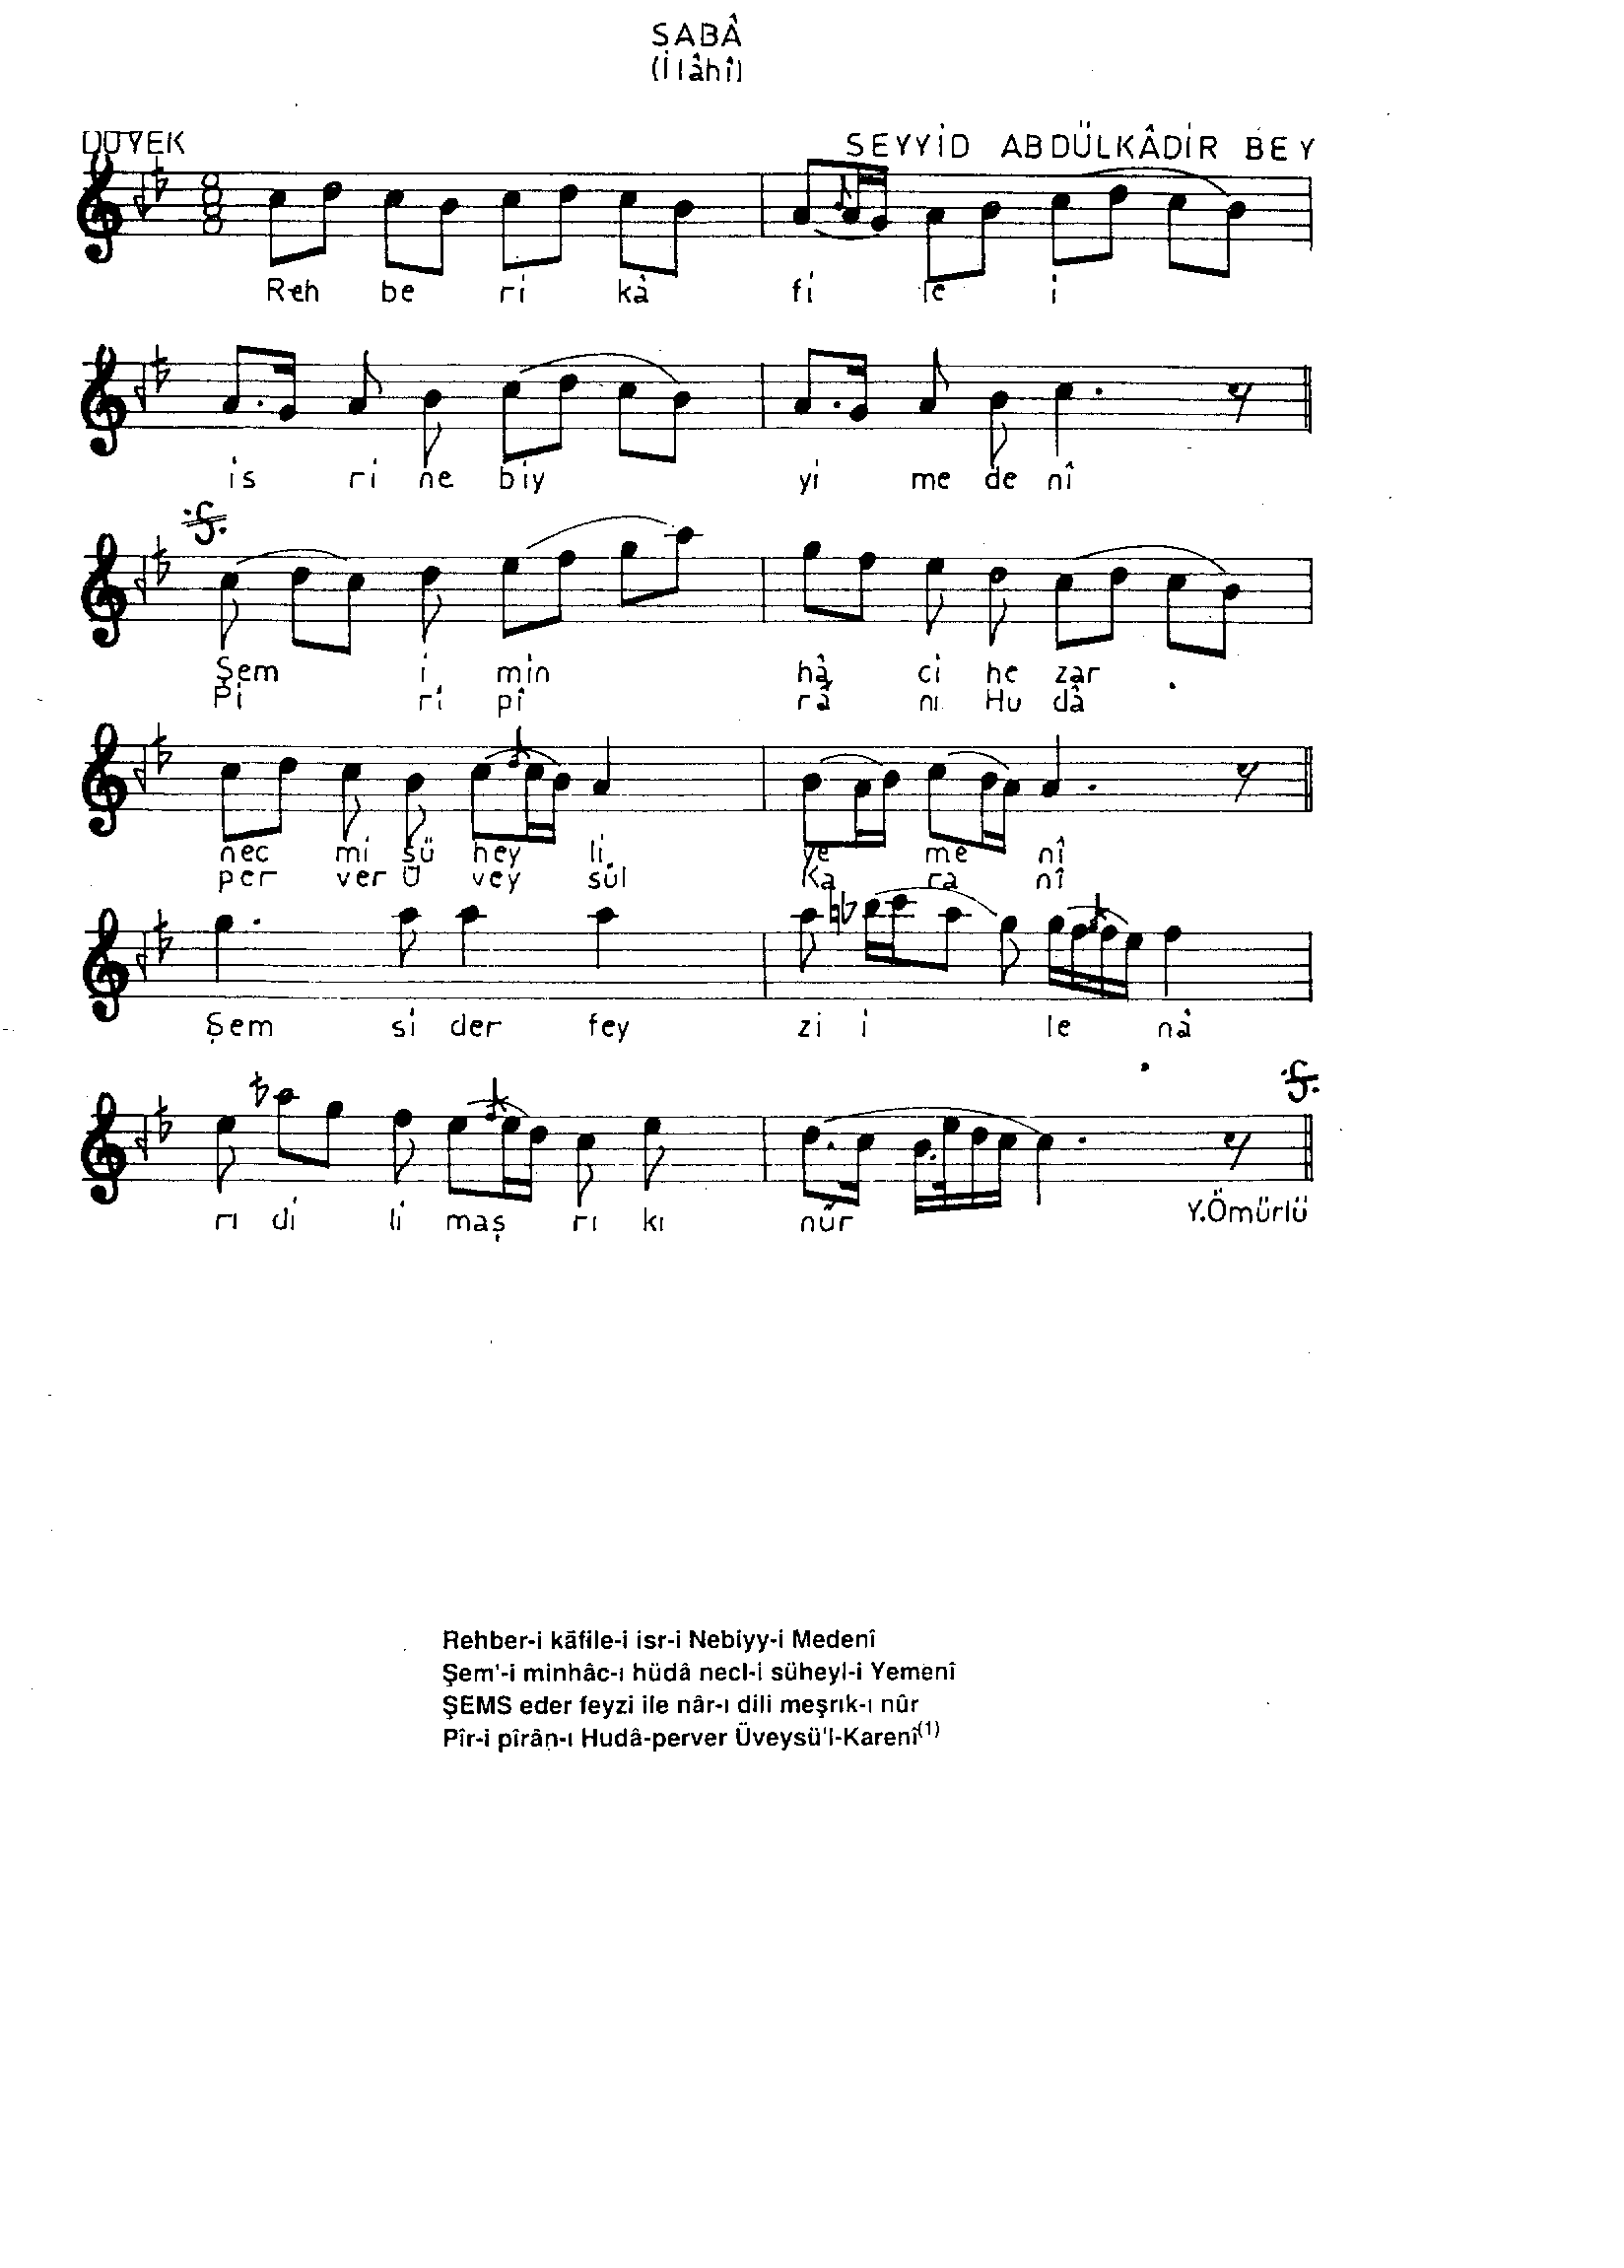 SABÂ
(İlâhî)
DÜYEK
SEYYİD ABDÜLKÂDİR BEY
8
8
Reh be ri kâ fi le i
is ri ne biy yi me de nî
Şem i min hâ ci he zar
Pi ri pî râ nı Hu dâ
nec mi sü hey li ye me nî
per ver Ü vey sül Ka ra nî
Şem si der fey zi i le nâ
rı di li maş rı kı nûr
Y.Ömürlü
Rehber-i kāfile-i isr-i Nebiyy-i Medenî
Şem'-i minhâc-ı hüdâ necl-i süheyl-i Yemenî
ŞEMS eder feyzi ile nâr-ı dili meşrık-ı nûr
Pîr-i pîrân-ı Hudâ-perver Üveysü'l-Karenî(1)